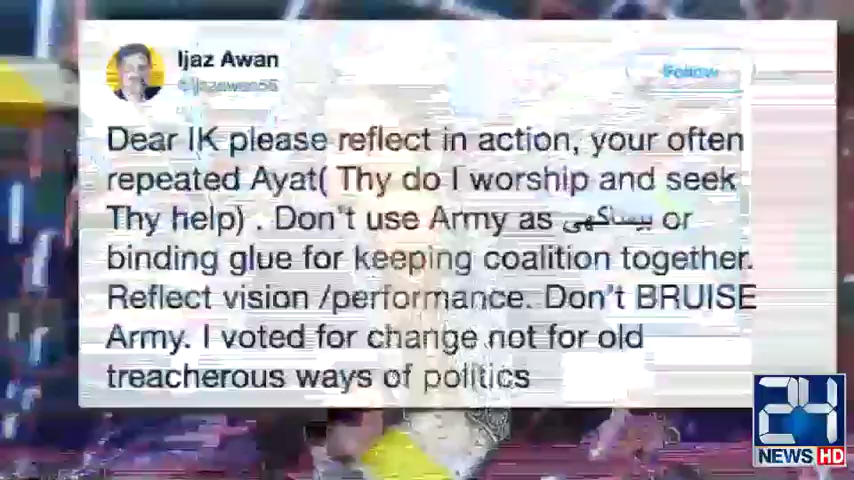 Ijaz Awan
@ijazawan55
Follow
Dear IK please reflect in action, your often
repeated Ayat( Thy do I worship and seek
Thy help) . Don't use Army as بیساکھی or
binding glue for keeping coalition together.
Reflect vision /performance. Don't BRUISE
Army. I voted for change not for old
treacherous ways of politics
24
NEWS HD